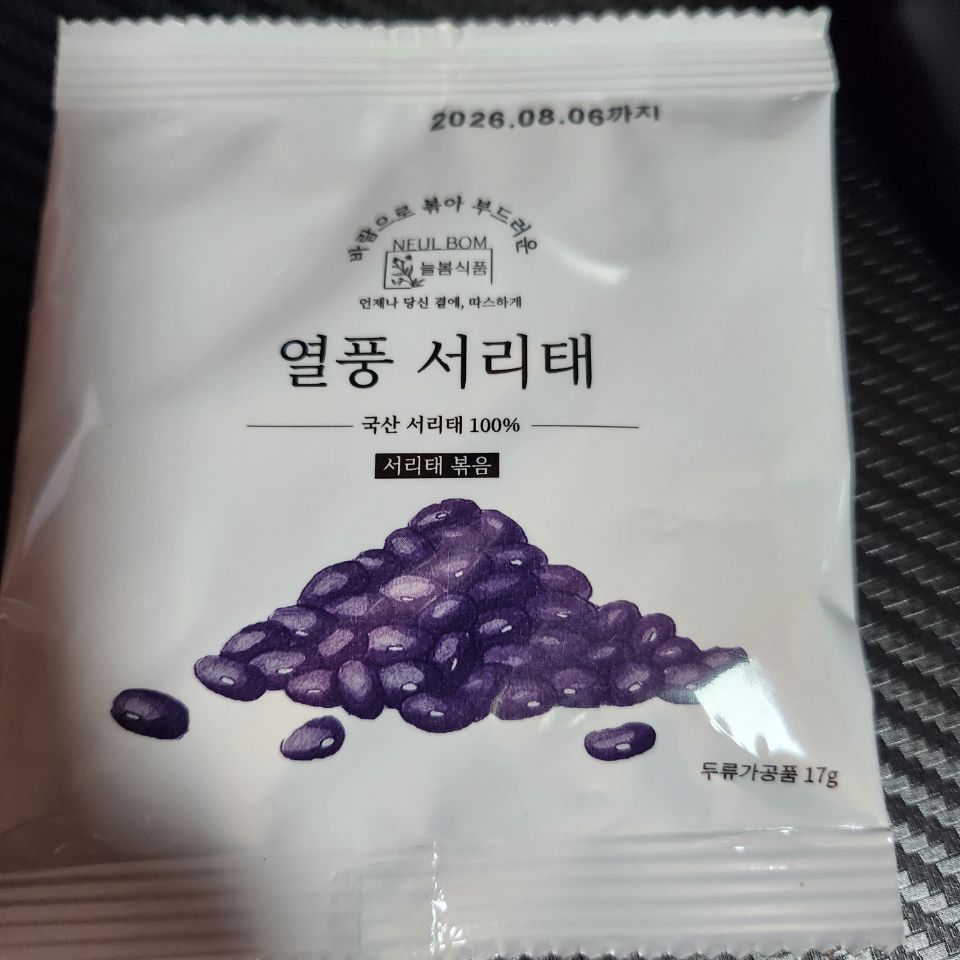 2026.08.06까지
바람으로 볶아 부드러운
NEUL BOM
늘봄식품
언제나 당신 곁에, 따스하게
열풍 서리태
국산 서리태 100%
서리태 볶음
두류가공품 17g